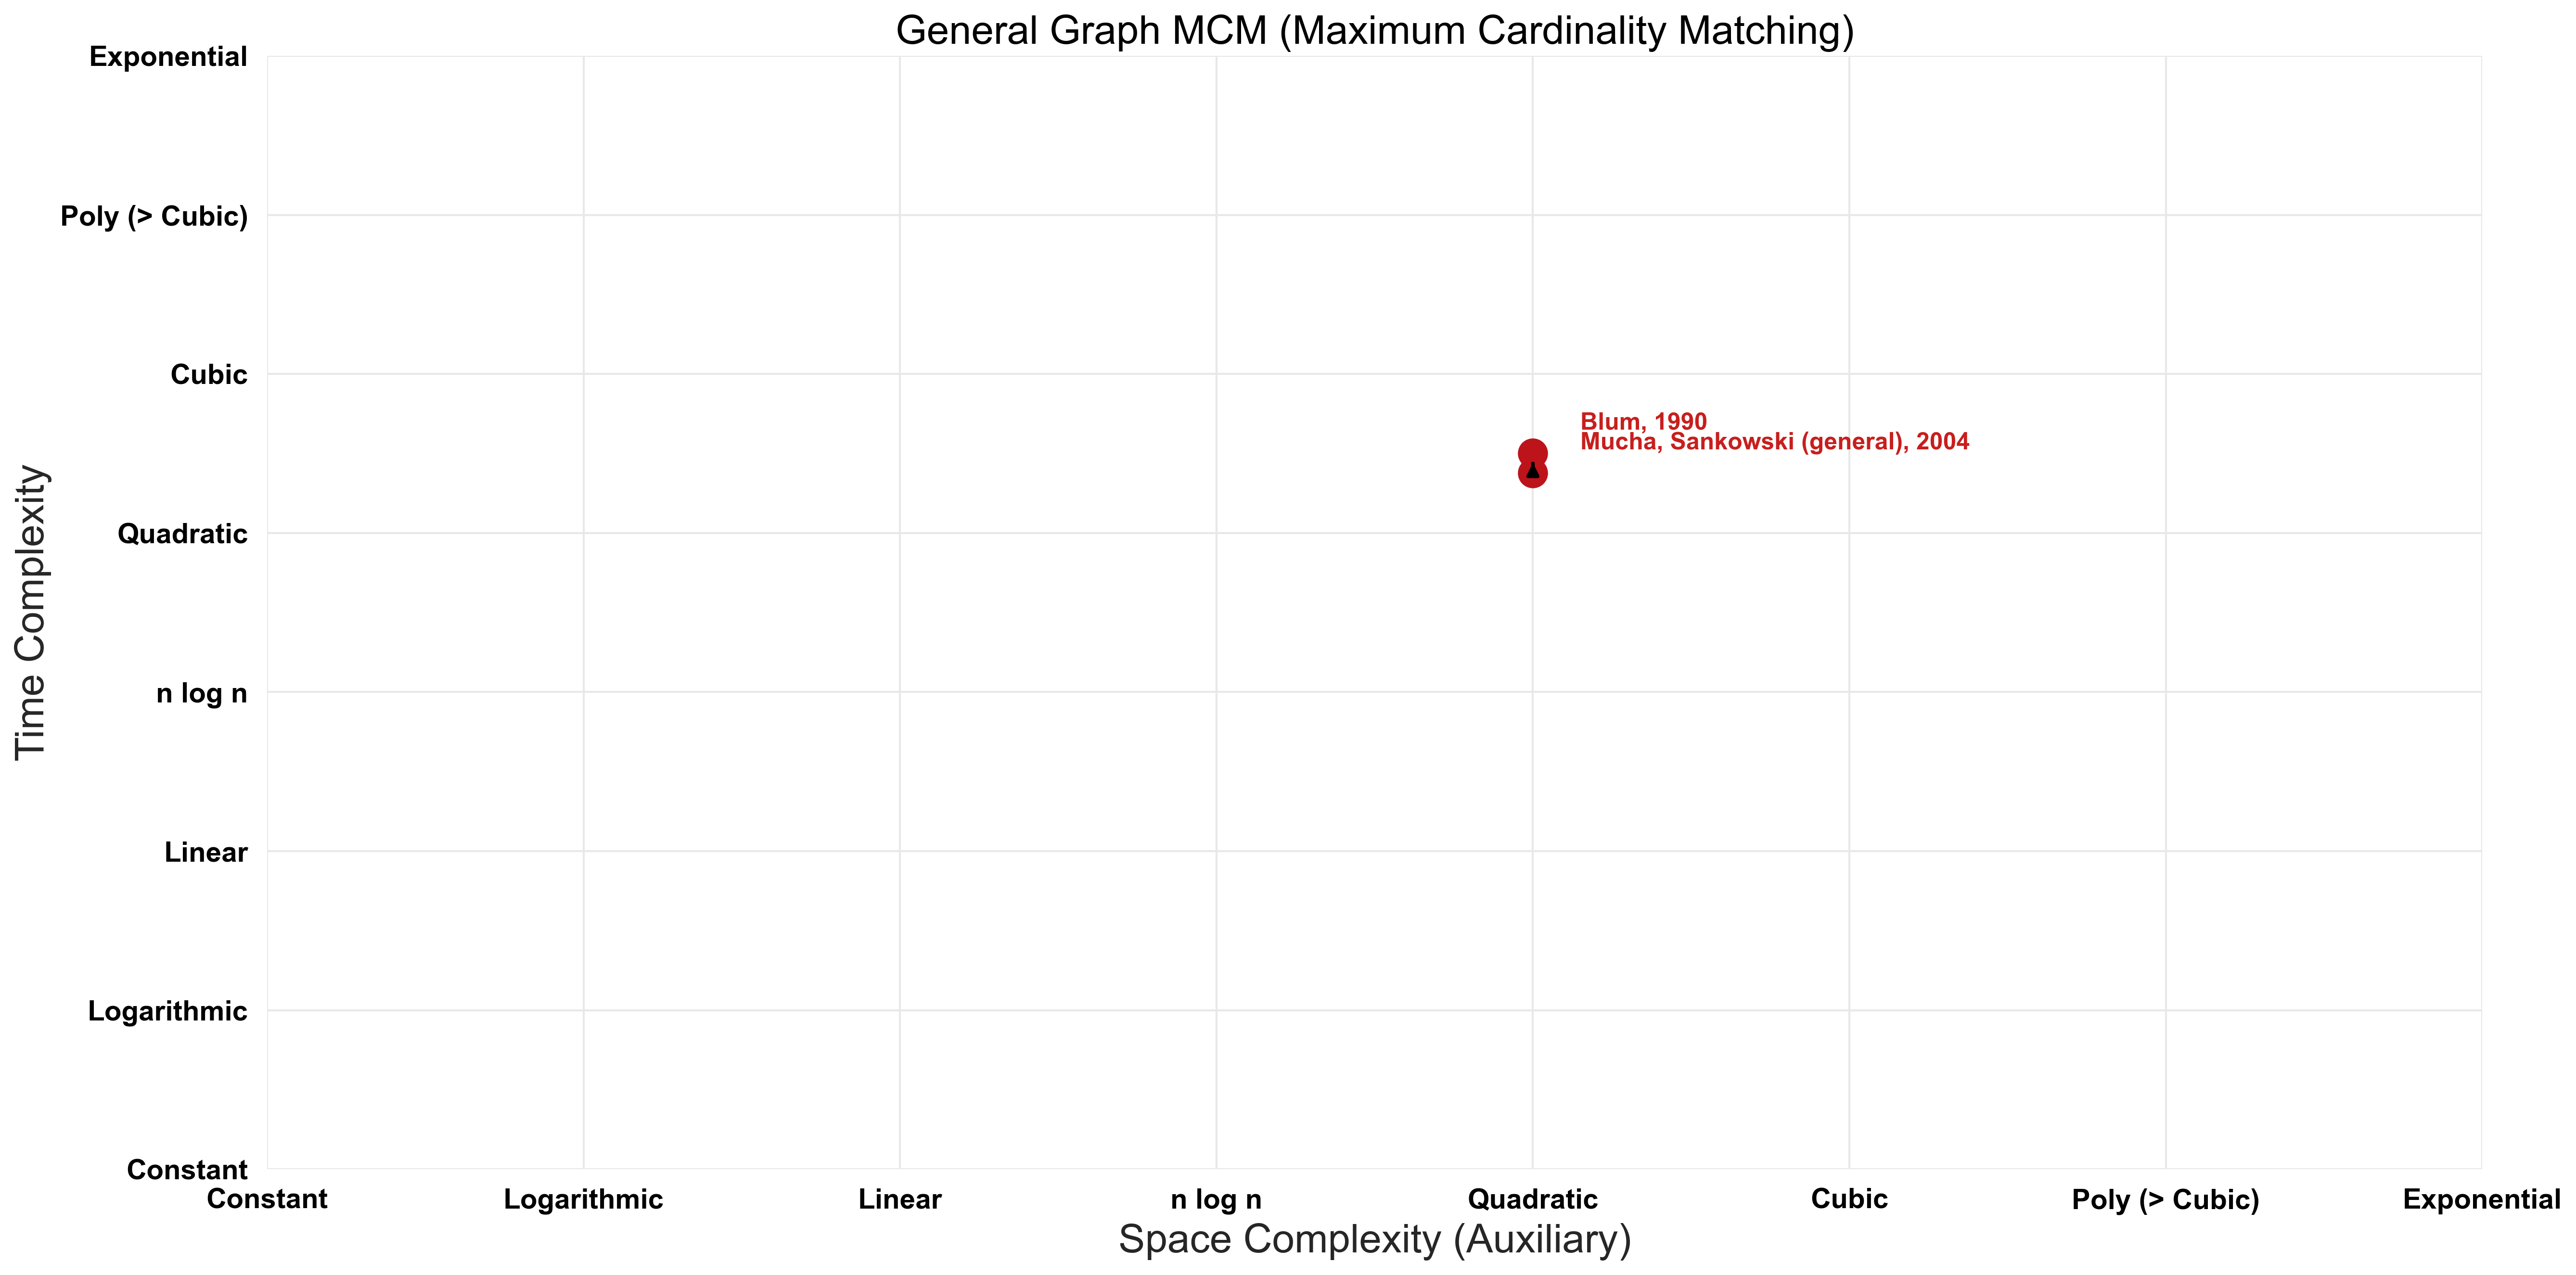 General Graph MCM (Maximum Cardinality Matching)
Exponential
Poly (> Cubic)
Cubic
Quadratic
n log n
Linear
Logarithmic
Constant
Time Complexity
Blum, 1990
Mucha, Sankowski (general), 2004
Constant Logarithmic Linear n log n Quadratic Cubic Poly (> Cubic) Exponential
Space Complexity (Auxiliary)